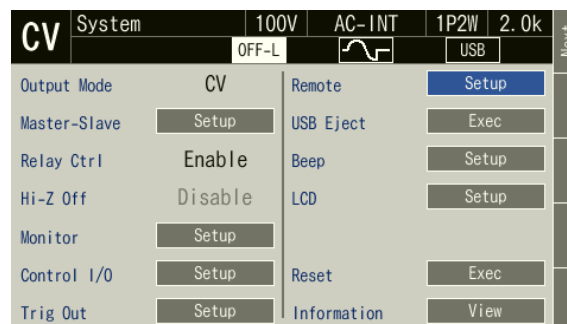 CV System 100V AC-INT 1P2W 2.0k
OFF-L USB
Next
Output Mode CV
Master-Slave Setup
Relay Ctrl Enable
Hi-Z Off Disable
Monitor Setup
Control I/O Setup
Trig Out Setup
Remote Setup
USB Eject Exec
Beep Setup
LCD Setup
Reset Exec
Information View